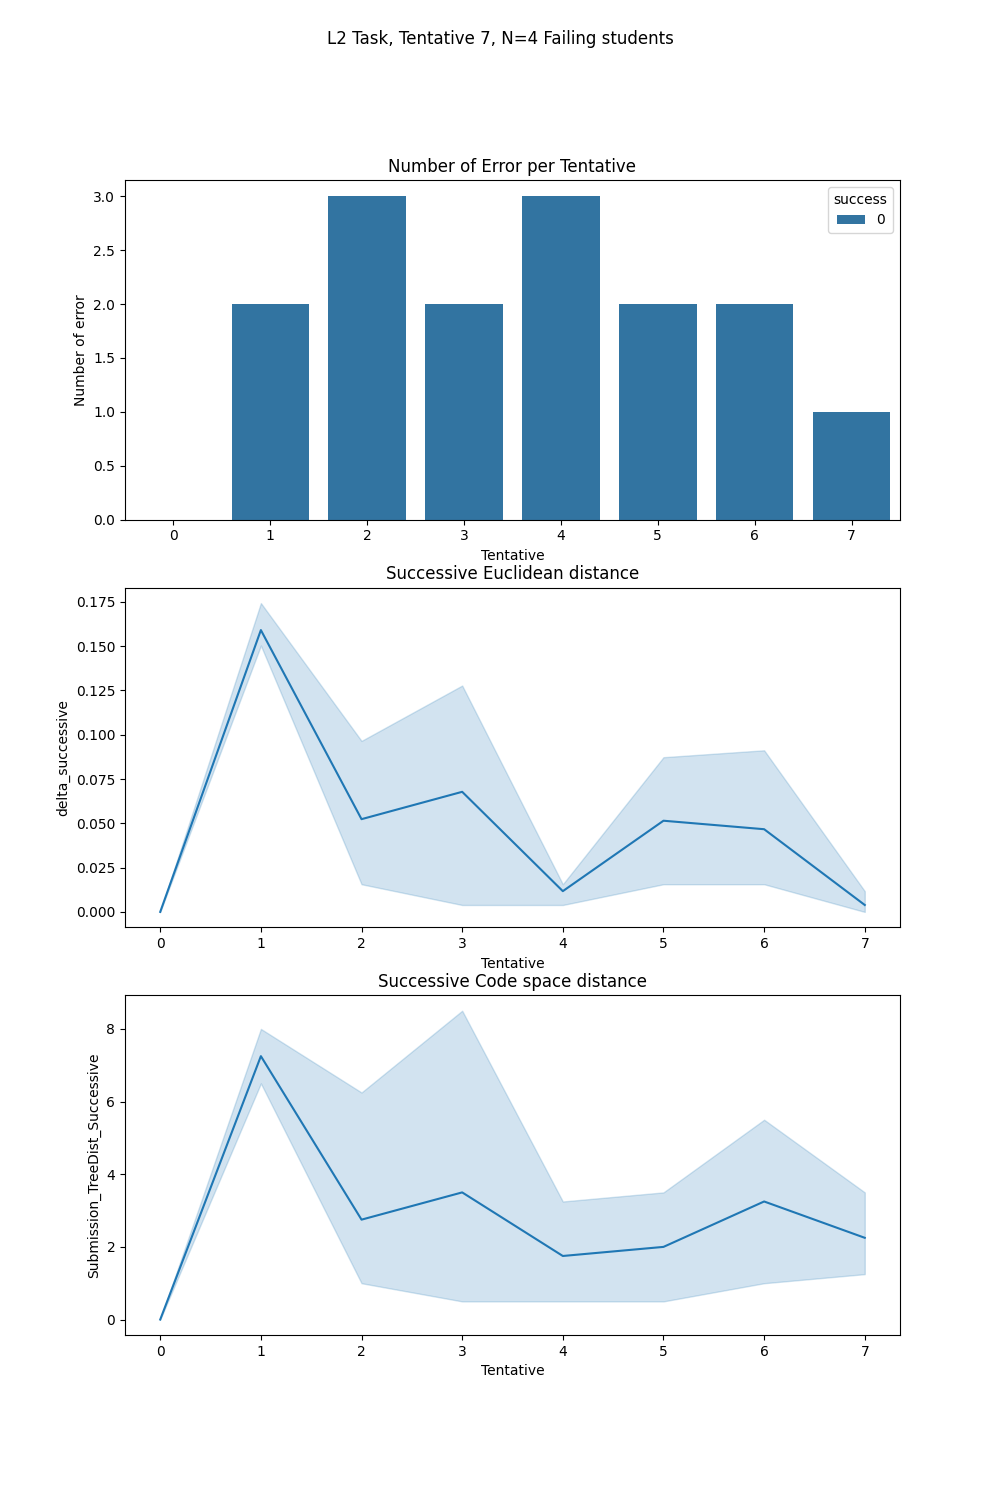 L2 Task, Tentative 7, N=4 Failing students
Number of Error per Tentative
success
0
Number of error
3.0
2.5
2.0
1.5
1.0
0.5
0.0
0 1 2 3 4 5 6 7
Tentative
Successive Euclidean distance
delta_successive
0.175
0.150
0.125
0.100
0.075
0.050
0.025
0.000
0 1 2 3 4 5 6 7
Tentative
Successive Code space distance
Submission_TreeDist_Successive
8
6
4
2
0
0 1 2 3 4 5 6 7
Tentative